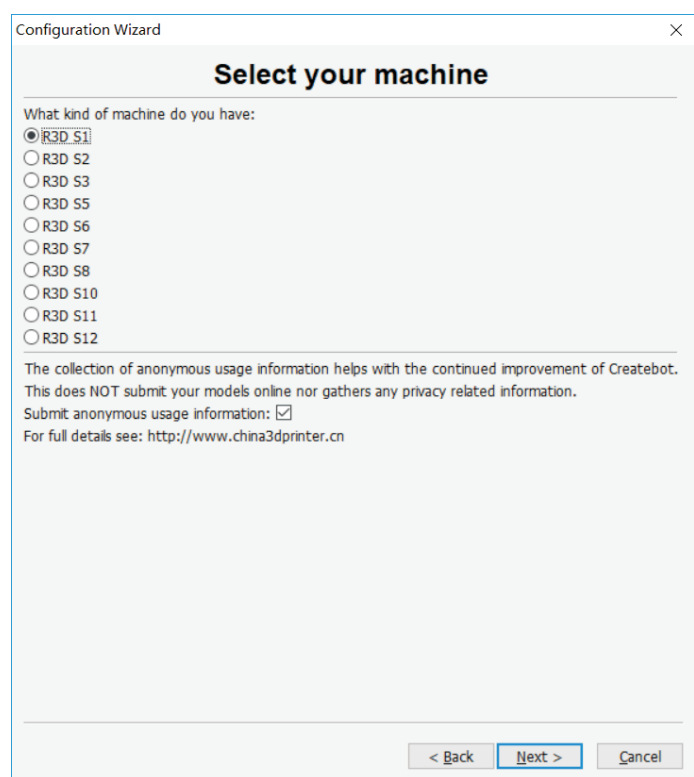 Configuration Wizard
Select your machine
What kind of machine do you have:
R3D S1
R3D S2
R3D S3
R3D S5
R3D S6
R3D S7
R3D S8
R3D S10
R3D S11
R3D S12
The collection of anonymous usage information helps with the continued improvement of Createbot.
This does NOT submit your models online nor gathers any privacy related information.
Submit anonymous usage information:
For full details see: http://www.china3dprinter.cn
< Back Next > Cancel